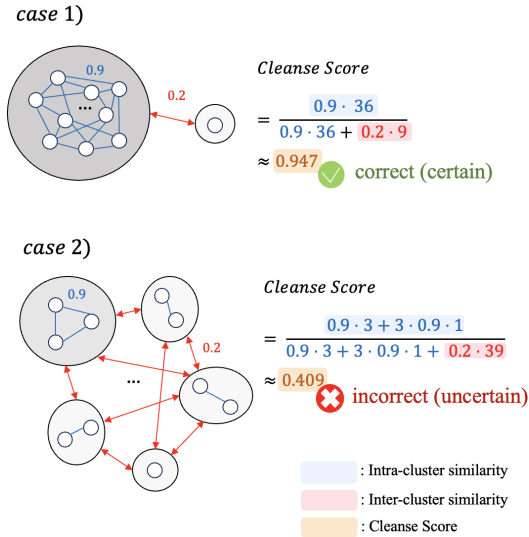 case 1)
0.9
...
0.2
Cleanse Score
= 0.9 · 36 / 0.9 · 36 + 0.2 · 9
≈ 0.947
correct (certain)
case 2)
0.9
0.2
...
Cleanse Score
= 0.9 · 3 + 3 · 0.9 · 1 / 0.9 · 3 + 3 · 0.9 · 1 + 0.2 · 39
≈ 0.409
incorrect (uncertain)
: Intra-cluster similarity
: Inter-cluster similarity
: Cleanse Score